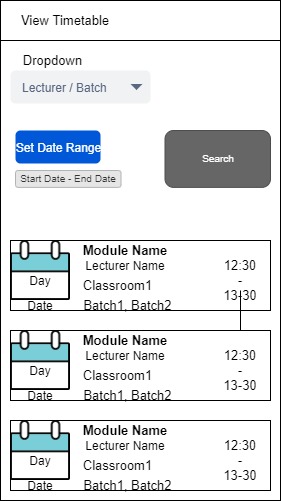 View Timetable
Dropdown
Lecturer / Batch
Set Date Range
Start Date - End Date
Search
Module Name
Lecturer Name
Classroom1
Batch1, Batch2
12:30
-
13-30
Day
Date
Module Name
Lecturer Name
Classroom1
Batch1, Batch2
12:30
-
13-30
Day
Date
Module Name
Lecturer Name
Classroom1
Batch1, Batch2
12:30
-
13-30
Day
Date